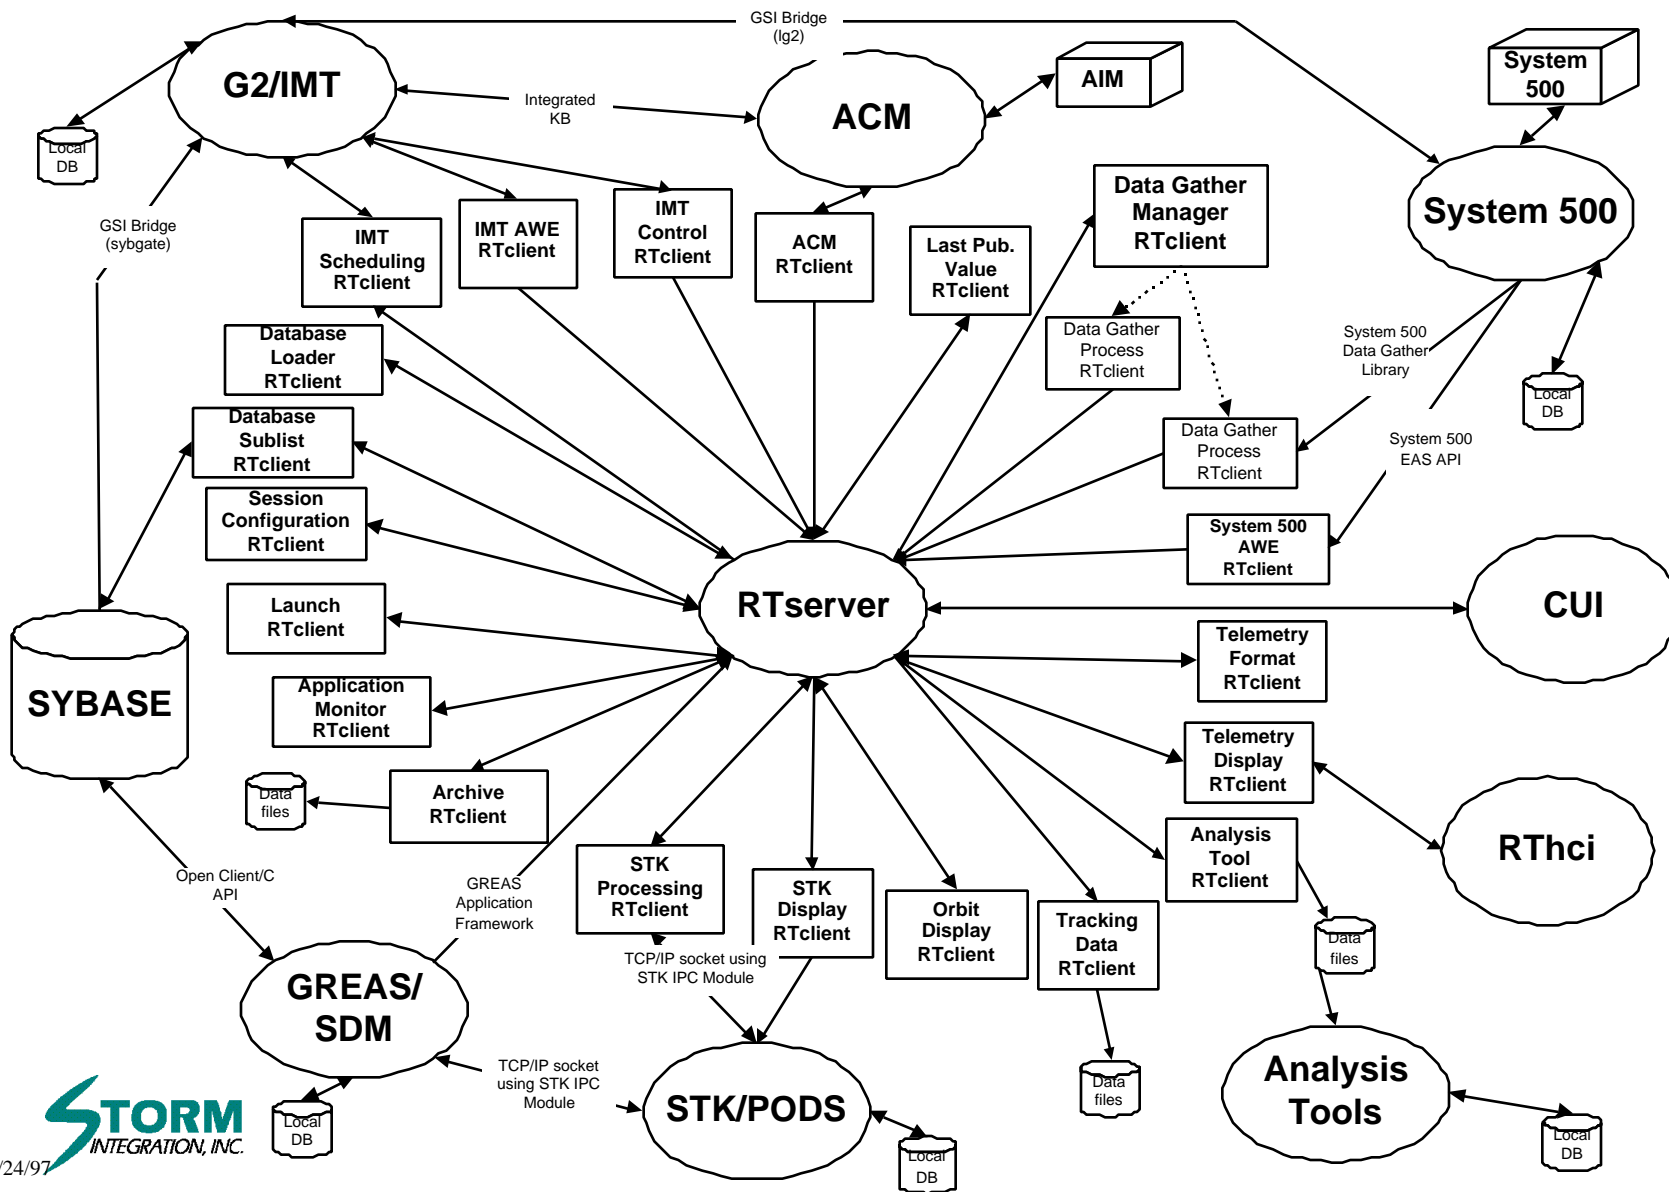 GSI Bridge
(lg2)
G2/IMT
Integrated
KB
ACM
AIM
System
500
Local
DB
GSI Bridge
(sybgate)
System 500
IMT
Scheduling
RTclient
IMT AWE
RTclient
IMT
Control
RTclient
ACM
RTclient
Last Pub.
Value
RTclient
Data Gather
Manager
RTclient
Data Gather
Process
RTclient
Data Gather
Process
RTclient
System 500
Data Gather
Library
Local
DB
System 500
EAS API
System 500
AWE
RTclient
Database
Loader
RTclient
Database
Sublist
RTclient
Session
Configuration
RTclient
Launch
RTclient
Application
Monitor
RTclient
Archive
RTclient
Data
files
SYBASE
RTserver
CUI
Telemetry
Format
RTclient
Telemetry
Display
RTclient
RThci
Analysis
Tool
RTclient
Data
files
Open Client/C
API
GREAS
Application
Framework
STK
Processing
RTclient
STK
Display
RTclient
Orbit
Display
RTclient
Tracking
Data
RTclient
TCP/IP socket using
STK IPC Module
GREAS/
SDM
TCP/IP socket
using STK IPC
Module
STK/PODS
Data
files
Analysis
Tools
Local
DB
Local
DB
Local
DB
STORM
INTEGRATION, INC.
/24/97